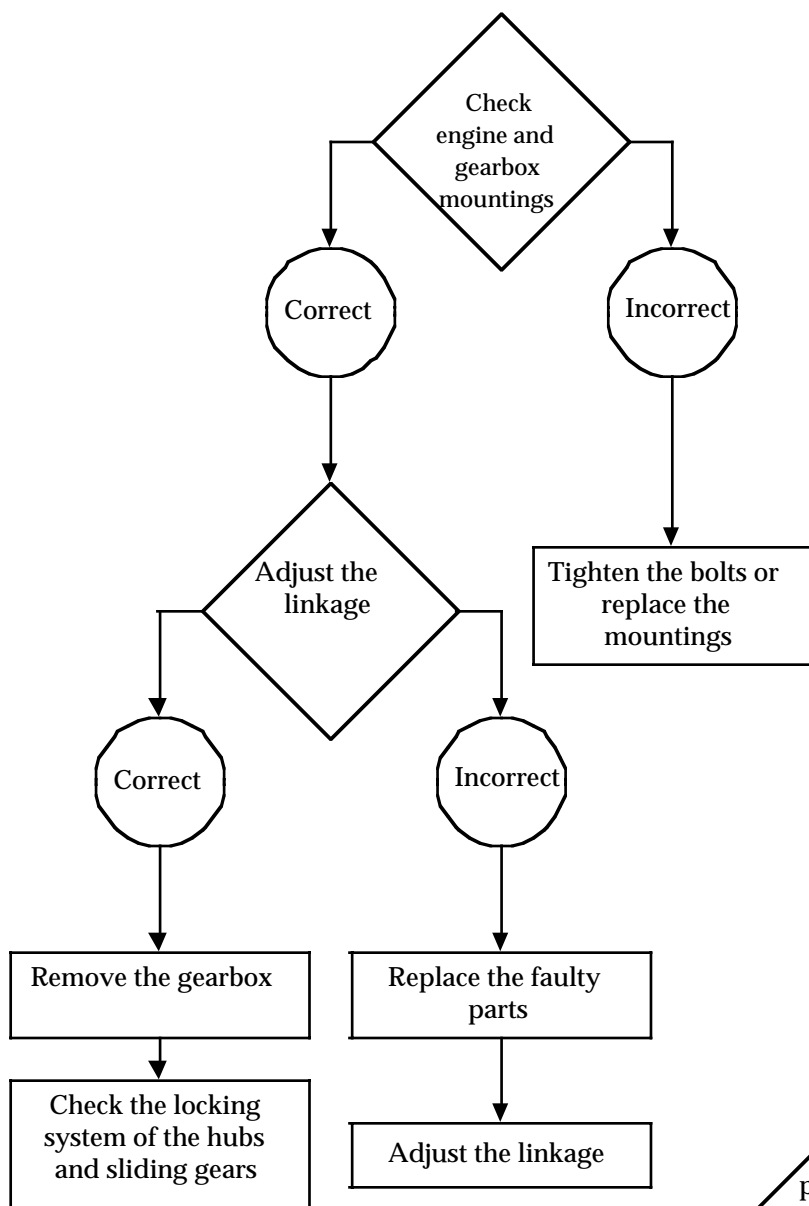 Check
engine and
gearbox
mountings
Correct
Incorrect
Adjust the
linkage
Tighten the bolts or
replace the
mountings
Correct
Incorrect
Remove the gearbox
Replace the faulty
parts
Check the locking
system of the hubs
and sliding gears
Adjust the linkage
p